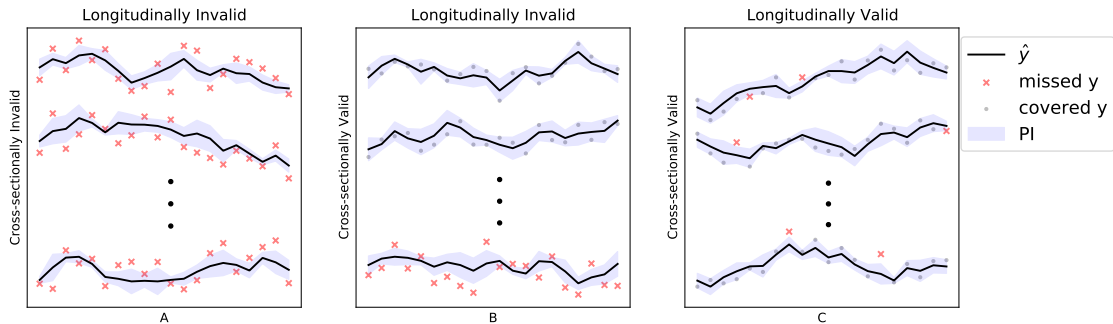 Longitudinally Invalid
Cross-sectionally Invalid
A
Longitudinally Invalid
Cross-sectionally Valid
B
Longitudinally Valid
Cross-sectionally Valid
C
ŷ
missed y
covered y
PI